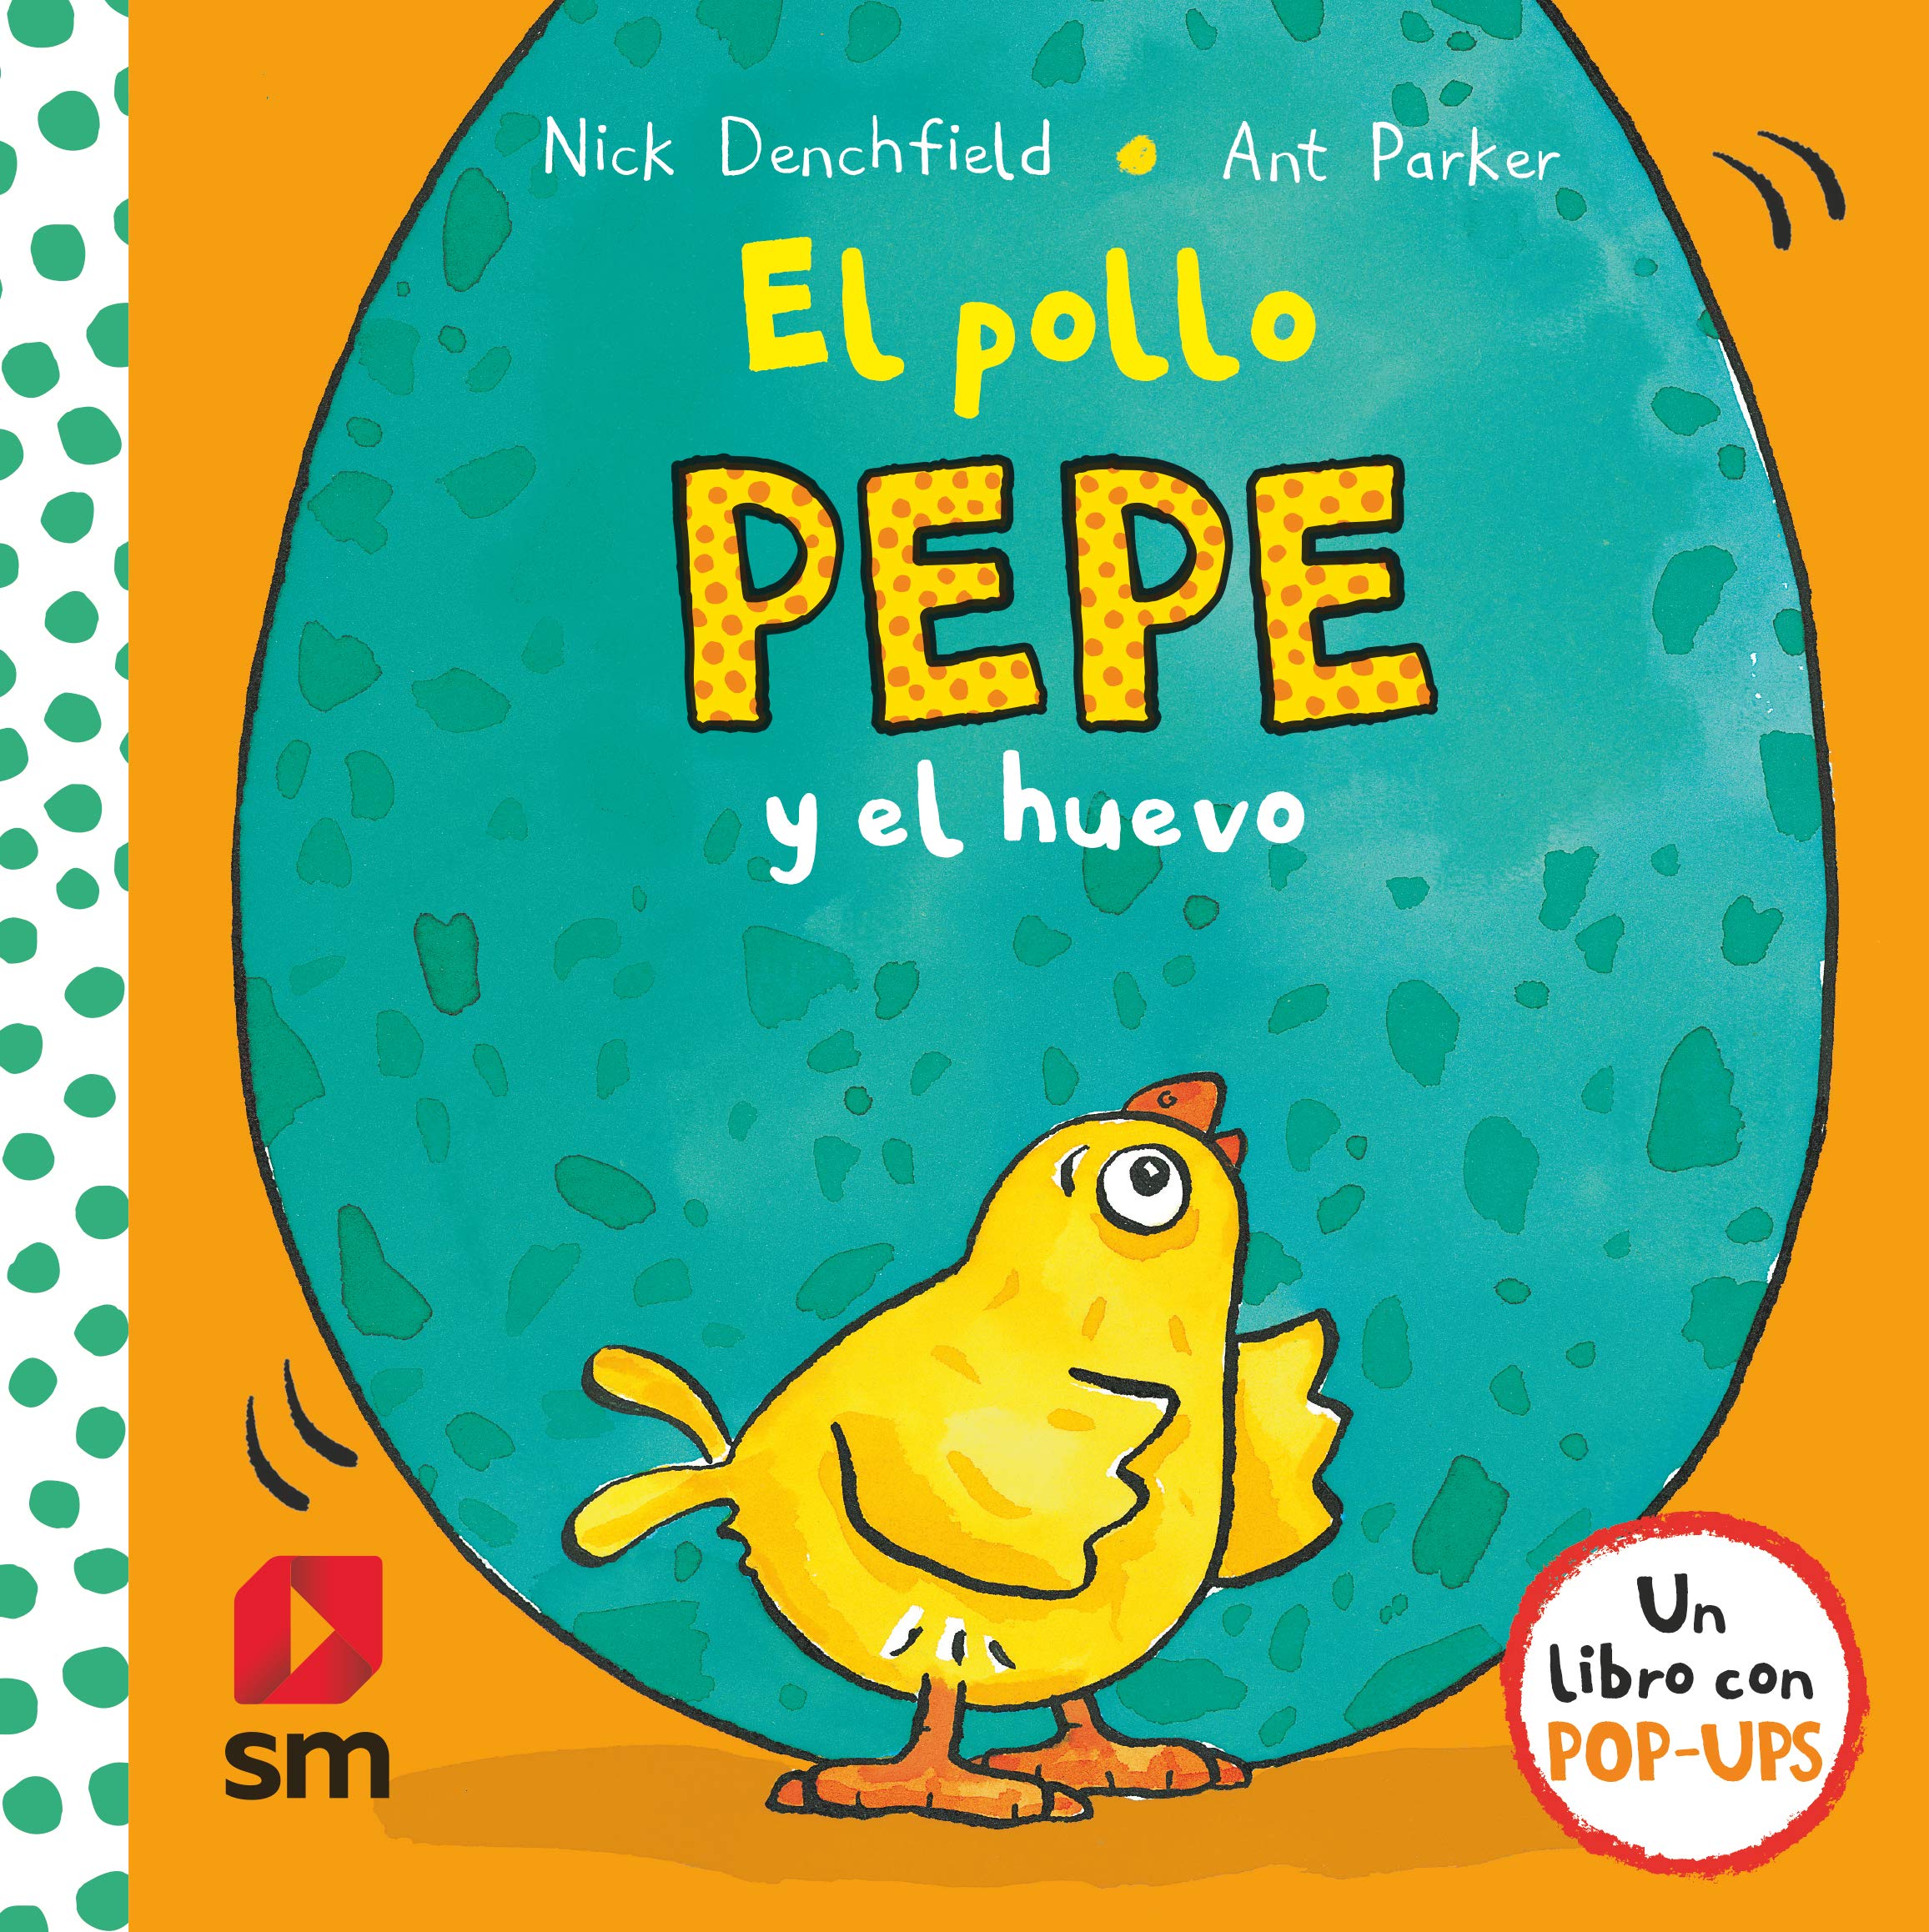 Nick Denchfield • Ant Parker
El pollo
PEPE
y el huevo
Un
libro con
POP-UPS
sm